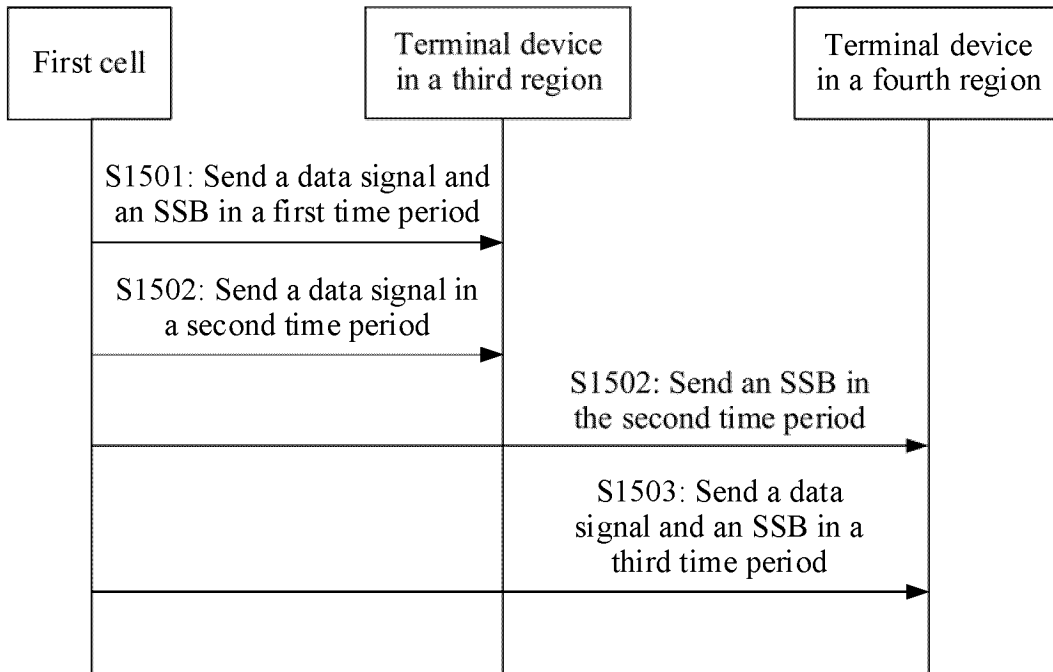 First cell
Terminal device
in a third region
Terminal device
in a fourth region
S1501: Send a data signal and
an SSB in a first time period
S1502: Send a data signal in
a second time period
S1502: Send an SSB in
the second time period
S1503: Send a data
signal and an SSB in a
third time period